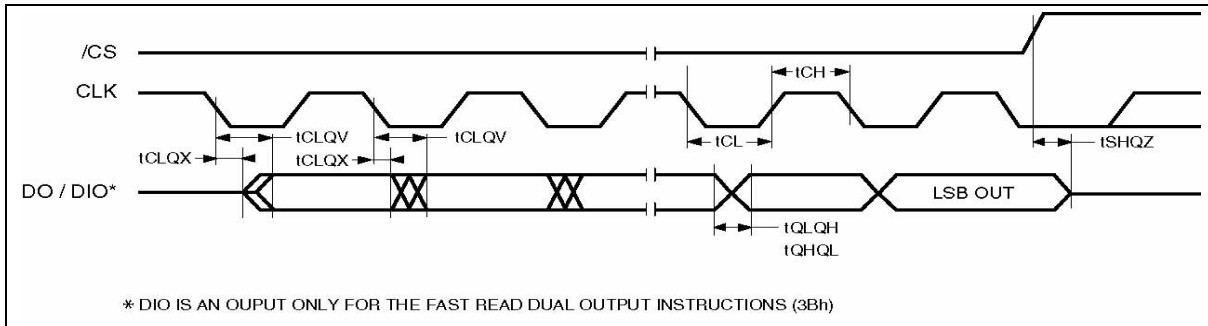 /CS
CLK
tCH
tCLQV
tCLQV
tCL
tSHQZ
tCLQX
tCLQX
DO / DIO*
LSB OUT
tQLQH
tQHQL
* DIO IS AN OUPUT ONLY FOR THE FAST READ DUAL OUTPUT INSTRUCTIONS (3Bh)